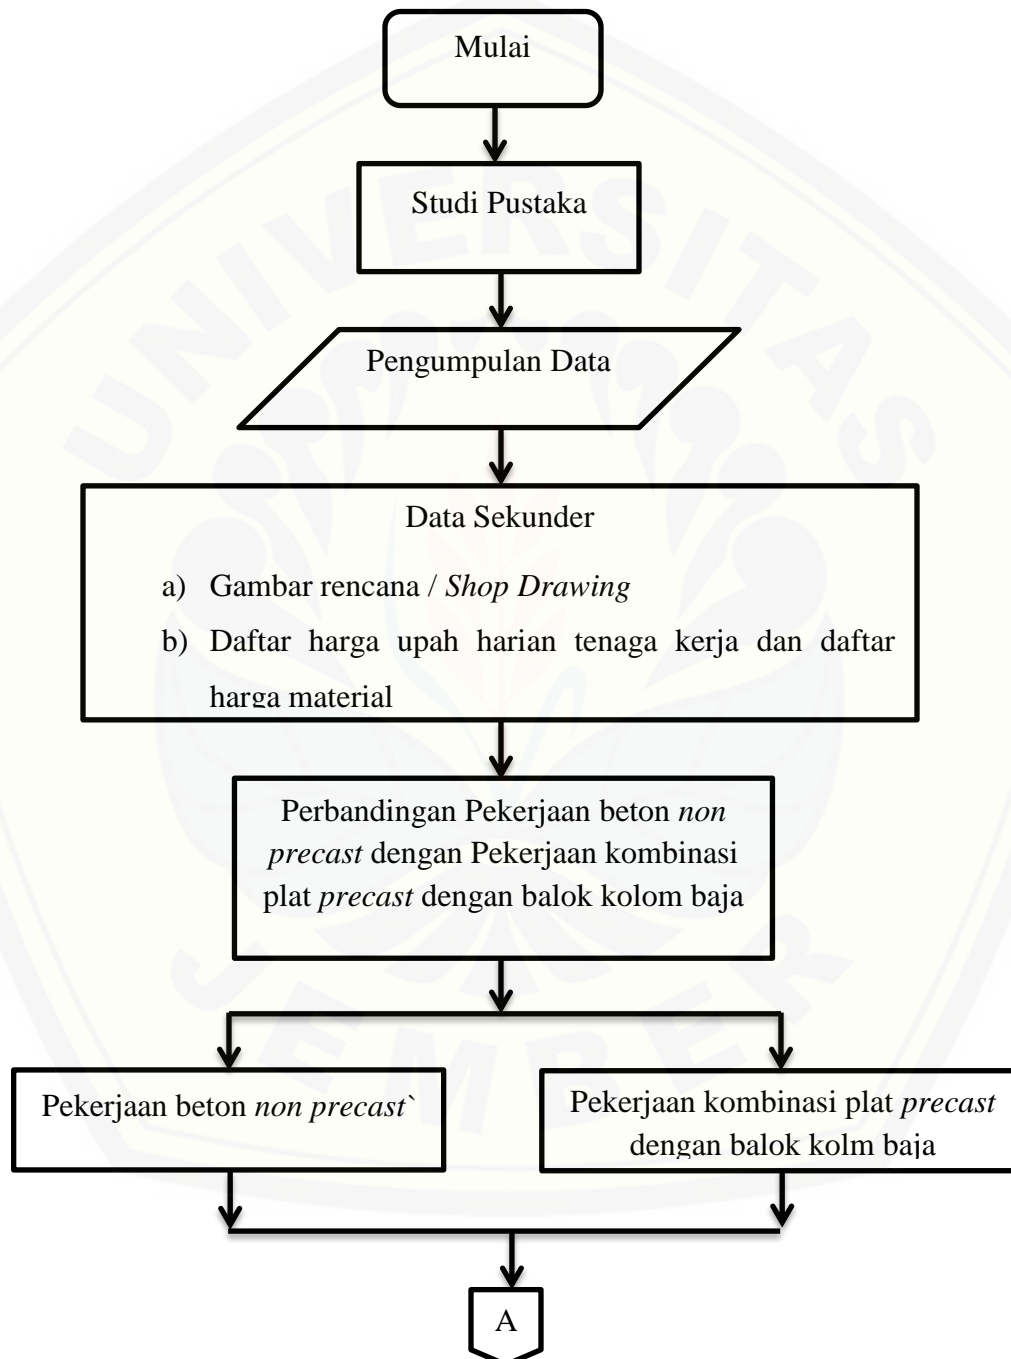 Mulai
Studi Pustaka
Pengumpulan Data
Data Sekunder
a) Gambar rencana / Shop Drawing
b) Daftar harga upah harian tenaga kerja dan daftar
harga material
Perbandingan Pekerjaan beton non
precast dengan Pekerjaan kombinasi
plat precast dengan balok kolom baja
Pekerjaan beton non precast`
Pekerjaan kombinasi plat precast
dengan balok kolm baja
A
UNIVERSITAS
JEMBER